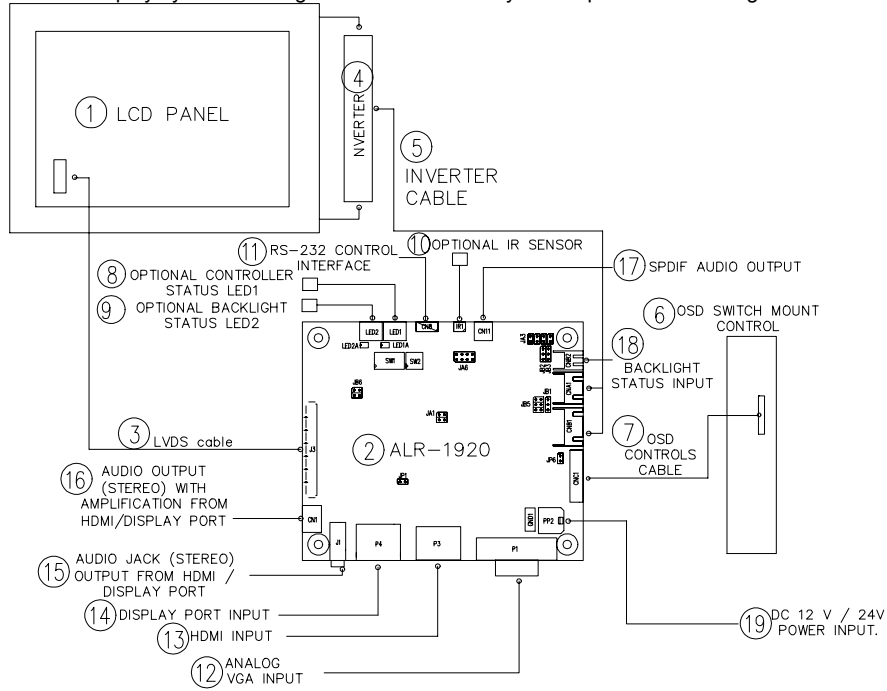 ① LCD PANEL
④
NVERTER
⑤
INVERTER
CABLE
⑩ OPTIONAL IR SENSOR
⑪ RS-232 CONTROL
INTERFACE
⑧ OPTIONAL CONTROLLER
STATUS LED1
⑨ OPTIONAL BACKLIGHT
STATUS LED2
⑰ SPDIF AUDIO OUTPUT
⑥ OSD SWITCH MOUNT
CONTROL
⑱
BACKLIGHT
STATUS INPUT
LED2
LED1
CN8
IR1
CN11
LED2A
LED1A
SW1
SW2
JA6
JA3
JB2
JB3
CNB2
CNA1
JB1
JB5
CNB1
JB6
JA1
③ LVDS cable
J3
② ALR-1920
⑦ OSD
CONTROLS
CABLE
JP6
CNC1
JP1
⑯ AUDIO OUTPUT
(STEREO) WITH
AMPLIFICATION FROM
HDMI/DISPLAY PORT
CN1
GND1
PP2
J1
P4
P3
P1
⑮ AUDIO JACK (STEREO)
OUTPUT FROM HDMI /
DISPLAY PORT
⑭ DISPLAY PORT INPUT
⑬ HDMI INPUT
⑫ ANALOG
VGA INPUT
⑲ DC 12 V / 24V
POWER INPUT.